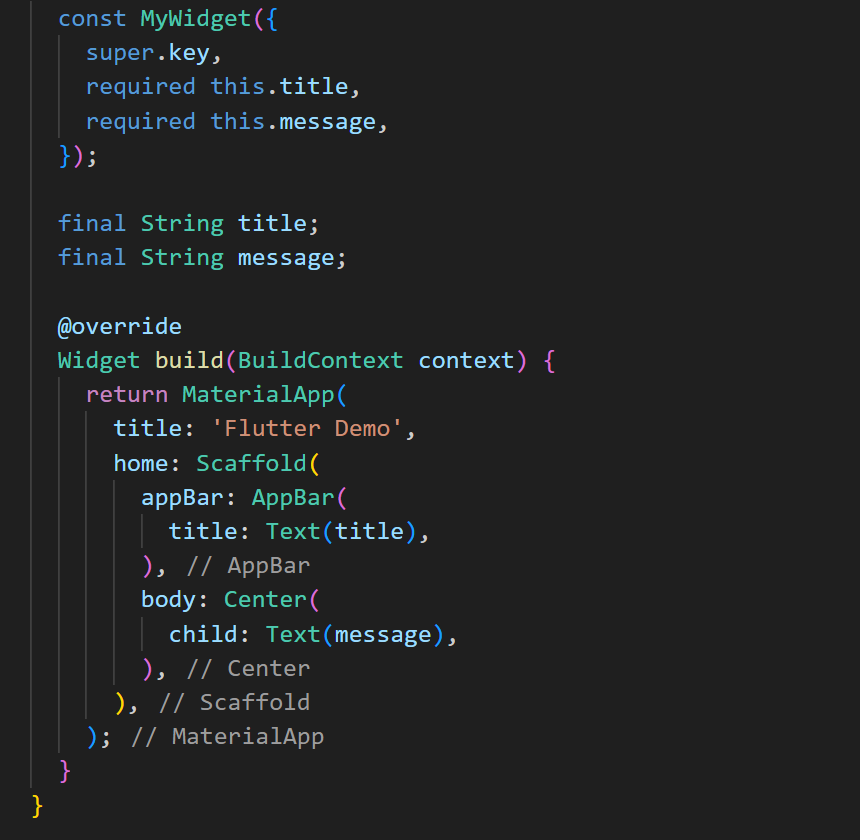 const MyWidget({
super.key,
required this.title,
required this.message,
});
final String title;
final String message;
@override
Widget build(BuildContext context) {
return MaterialApp(
title: 'Flutter Demo',
home: Scaffold(
appBar: AppBar(
title: Text(title),
), // AppBar
body: Center(
child: Text(message),
), // Center
), // Scaffold
); // MaterialApp
}
}